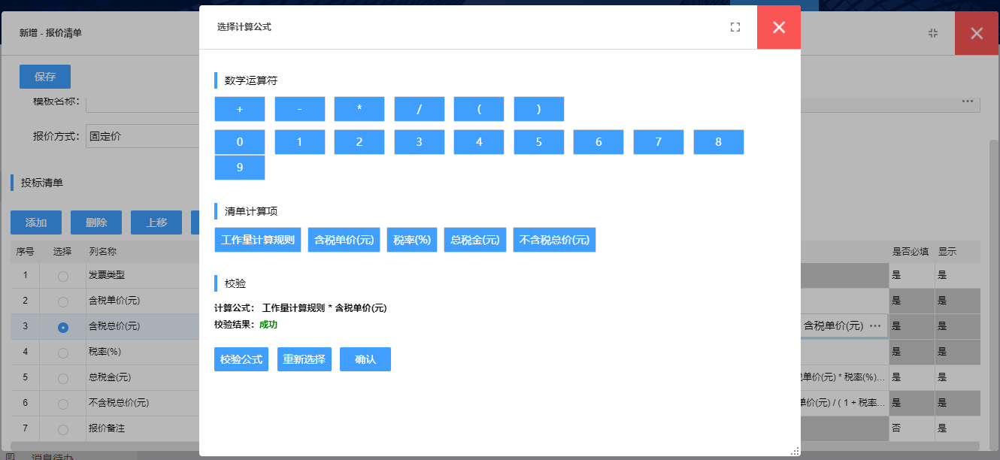 选择计算公式
新增 - 报价清单
保存
模板名称:
报价方式: 固定价
投标清单
添加 删除 上移
序号 选择 列名称 是否必填 显示
1 发票类型 是 是
2 含税单价(元) 是 是
3 含税总价(元) 含税单价(元) ··· 是 是
4 税率(%) 是 是
5 总税金(元) 单价(元) * 税率(%)... 是 是
6 不含税总价(元) 单价(元) / ( 1 + 税率... 是 是
7 报价备注 否 是
数学运算符
+ - * / ( )
0 1 2 3 4 5 6 7 8
9
清单计算项
工作量计算规则 含税单价(元) 税率(%) 总税金(元) 不含税总价(元)
校验
计算公式: 工作量计算规则 * 含税单价(元)
校验结果: 成功
校验公式 重新选择 确认
消息待办